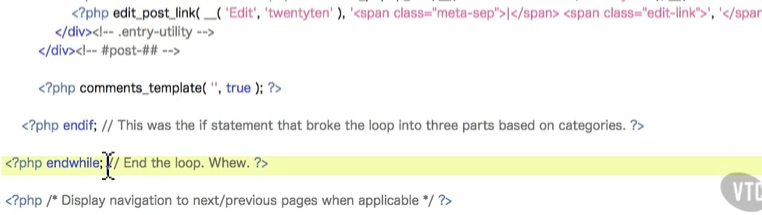 <?php edit_post_link( __( 'Edit', 'twentyten' ), '<span class="meta-sep">|</span> <span class="edit-link">', '</spar
</div><!-- .entry-utility -->
</div><!-- #post-## -->
<?php comments_template( '', true ); ?>
<?php endif; // This was the if statement that broke the loop into three parts based on categories. ?>
<?php endwhile; // End the loop. Whew. ?>
<?php /* Display navigation to next/previous pages when applicable */ ?>
VTC